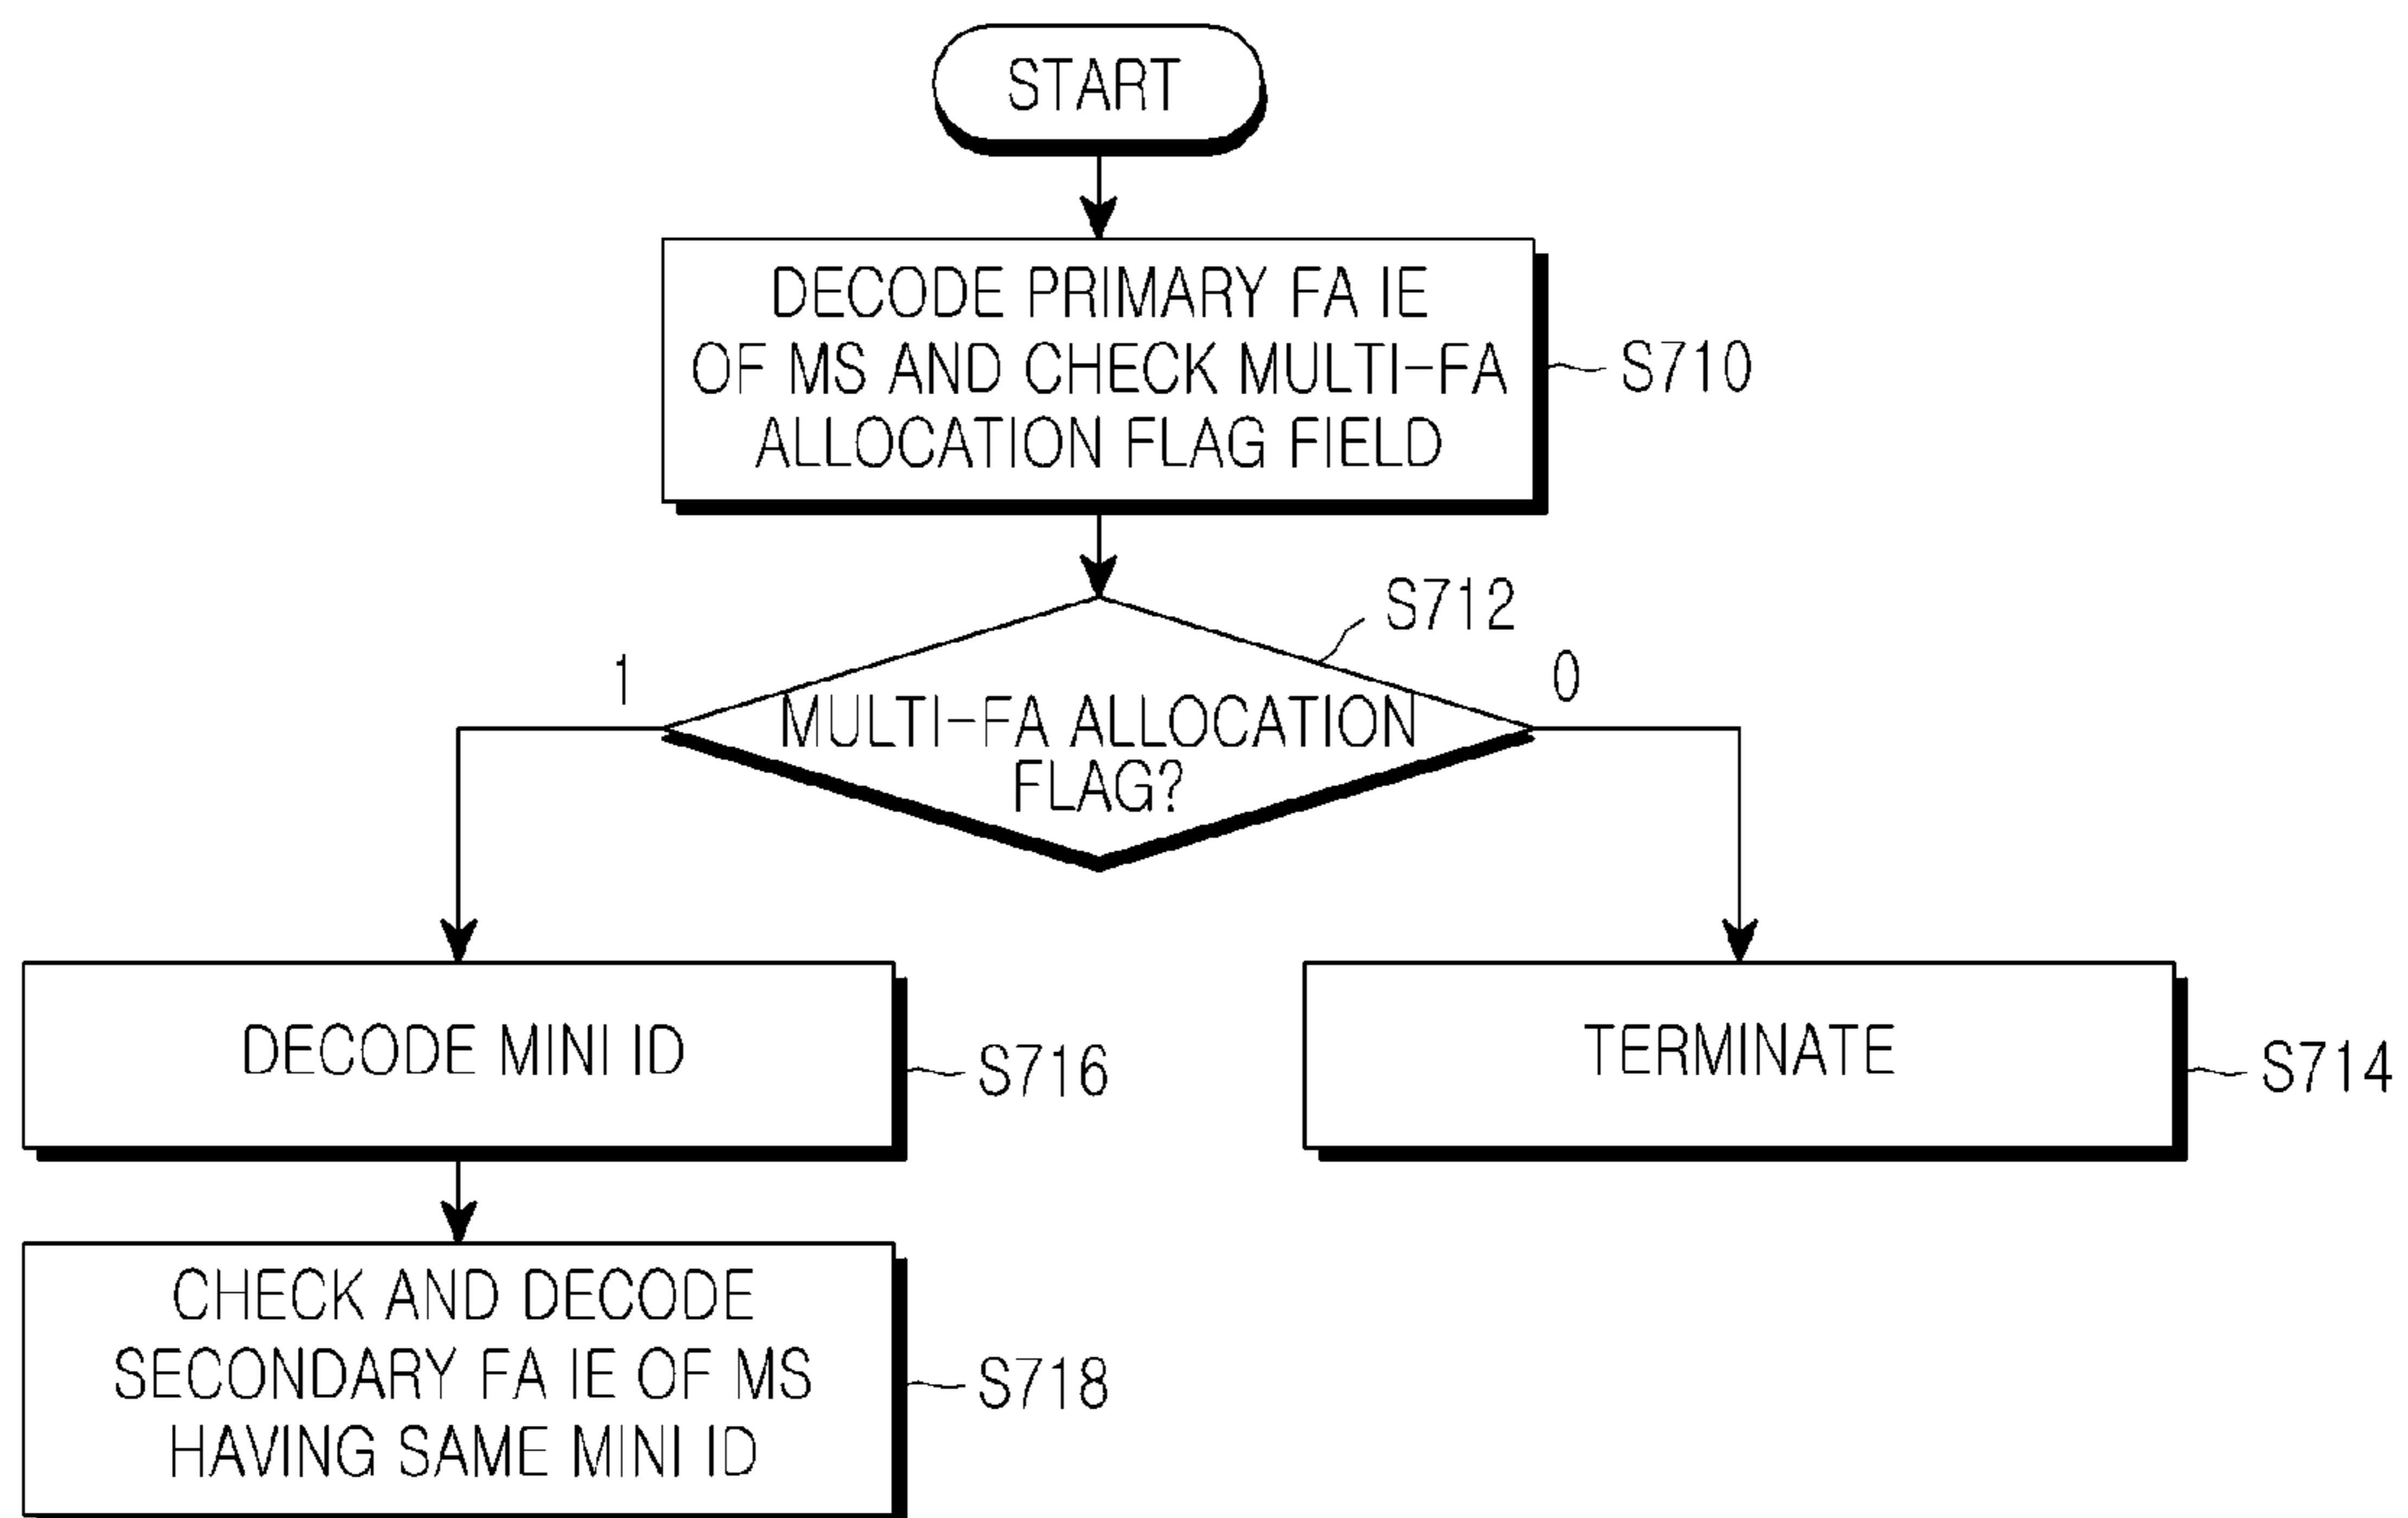 START
DECODE PRIMARY FA IE
OF MS AND CHECK MULTI-FA
ALLOCATION FLAG FIELD
S710
S712
1
0
MULTI-FA ALLOCATION
FLAG?
DECODE MINI ID
S716
TERMINATE
S714
CHECK AND DECODE
SECONDARY FA IE OF MS
HAVING SAME MINI ID
S718